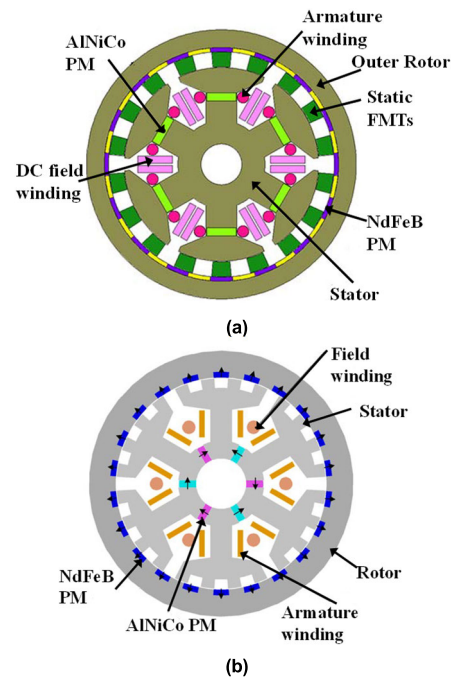 Armature
winding
AlNiCo
PM
Outer Rotor
Static
FMTs
DC field
winding
NdFeB
PM
Stator
(a)
Field
winding
Stator
NdFeB
PM
Rotor
AlNiCo PM
Armature
winding
(b)